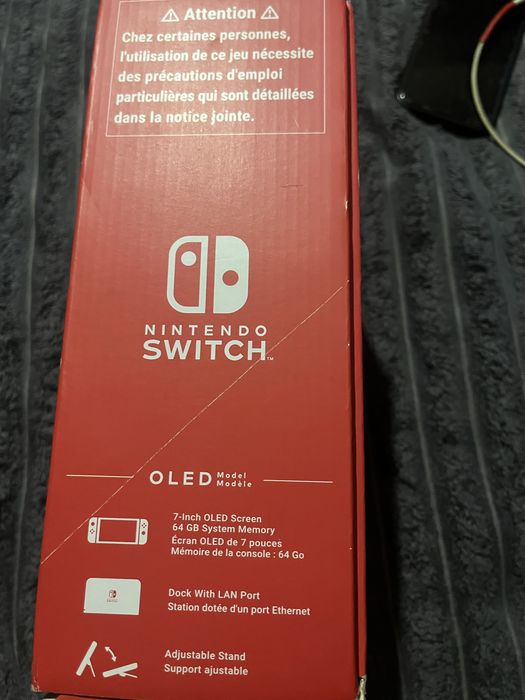 ⚠ Attention ⚠
Chez certaines personnes,
l'utilisation de ce jeu nécessite
des précautions d'emploi
particulières qui sont détaillées
dans la notice jointe.
NINTENDO
SWITCH™
OLED Model
Modèle
7-Inch OLED Screen
64 GB System Memory
Écran OLED de 7 pouces
Mémoire de la console : 64 Go
Dock With LAN Port
Station dotée d'un port Ethernet
Adjustable Stand
Support ajustable